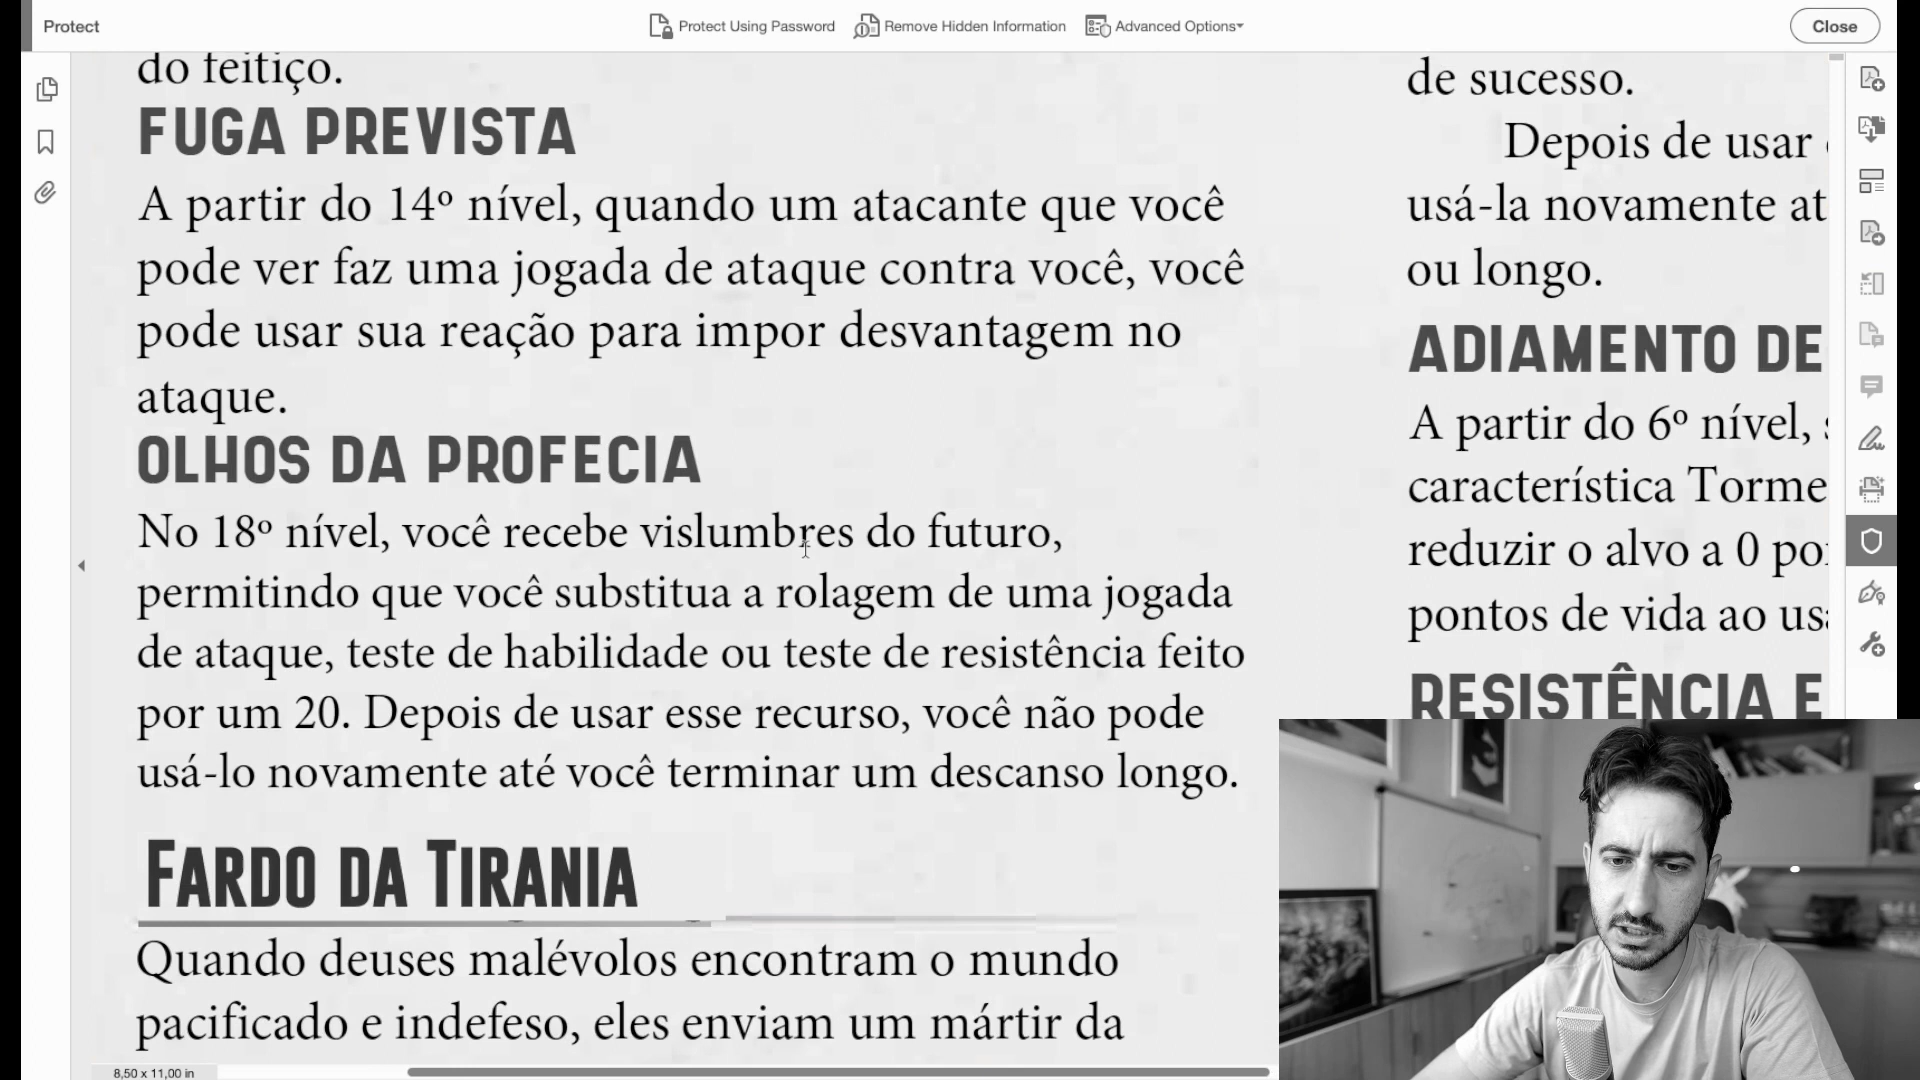 Protect
Protect Using Password
Remove Hidden Information
Advanced Options
Close
do feitiço.
FUGA PREVISTA
A partir do 14º nível, quando um atacante que você
pode ver faz uma jogada de ataque contra você, você
pode usar sua reação para impor desvantagem no
ataque.
OLHOS DA PROFECIA
No 18º nível, você recebe vislumbres do futuro,
permitindo que você substitua a rolagem de uma jogada
de ataque, teste de habilidade ou teste de resistência feito
por um 20. Depois de usar esse recurso, você não pode
usá-lo novamente até você terminar um descanso longo.
FARDO DA TIRANIA
Quando deuses malévolos encontram o mundo
pacificado e indefeso, eles enviam um mártir da
de sucesso.
Depois de usar
usá-la novamente at
ou longo.
ADIAMENTO DE
A partir do 6º nível,
característica Torme
reduzir o alvo a 0 po
pontos de vida ao us
RESISTÊNCIA E
8,50 x 11,00 in